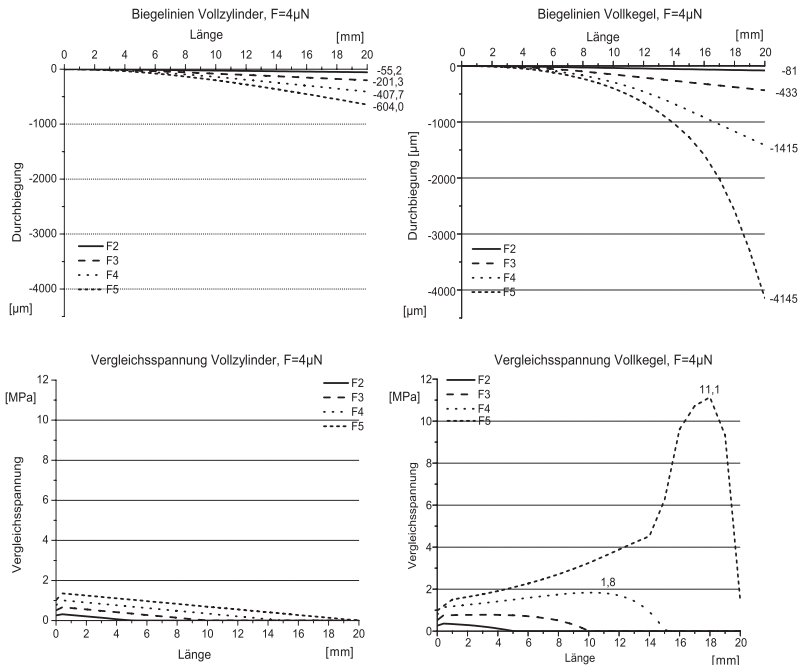 Biegelinien Vollzylinder, F=4µN
Länge [mm]
0 2 4 6 8 10 12 14 16 18 20
0
-1000
-2000
-3000
-4000
Durchbiegung
[µm]
-55,2
-201,3
-407,7
-604,0
F2
F3
F4
F5
Biegelinien Vollkegel, F=4µN
Länge [mm]
0 2 4 6 8 10 12 14 16 18 20
0
-1000
-2000
-3000
-4000
Durchbiegung [µm]
[µm]
-81
-433
-1415
-4145
F2
F3
F4
F5
Vergleichsspannung Vollzylinder, F=4µN
[MPa]
12
10
8
6
4
2
0
Vergleichsspannung
F2
F3
F4
F5
0 2 4 6 8 10 12 14 16 18 20
Länge [mm]
Vergleichsspannung Vollkegel, F=4µN
[MPa]
12
10
8
6
4
2
0
Vergleichsspannung
F2
F3
F4
F5
11,1
1,8
0 2 4 6 8 10 12 14 16 18 20
Länge [mm]